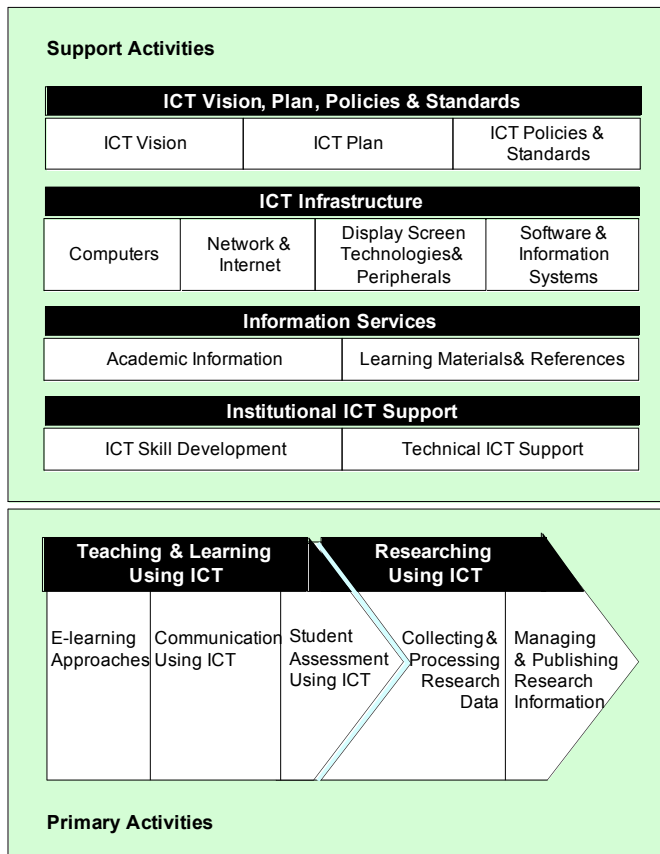 Support Activities
ICT Vision, Plan, Policies & Standards
ICT Vision
ICT Plan
ICT Policies &
Standards
ICT Infrastructure
Computers
Network &
Internet
Display Screen
Technologies&
Peripherals
Software &
Information
Systems
Information Services
Academic Information
Learning Materials& References
Institutional ICT Support
ICT Skill Development
Technical ICT Support
Teaching & Learning
Using ICT
Researching
Using ICT
E-learning
Approaches
Communication
Using ICT
Student
Assessment
Using ICT
Collecting &
Processing
Research
Data
Managing
& Publishing
Research
Information
Primary Activities